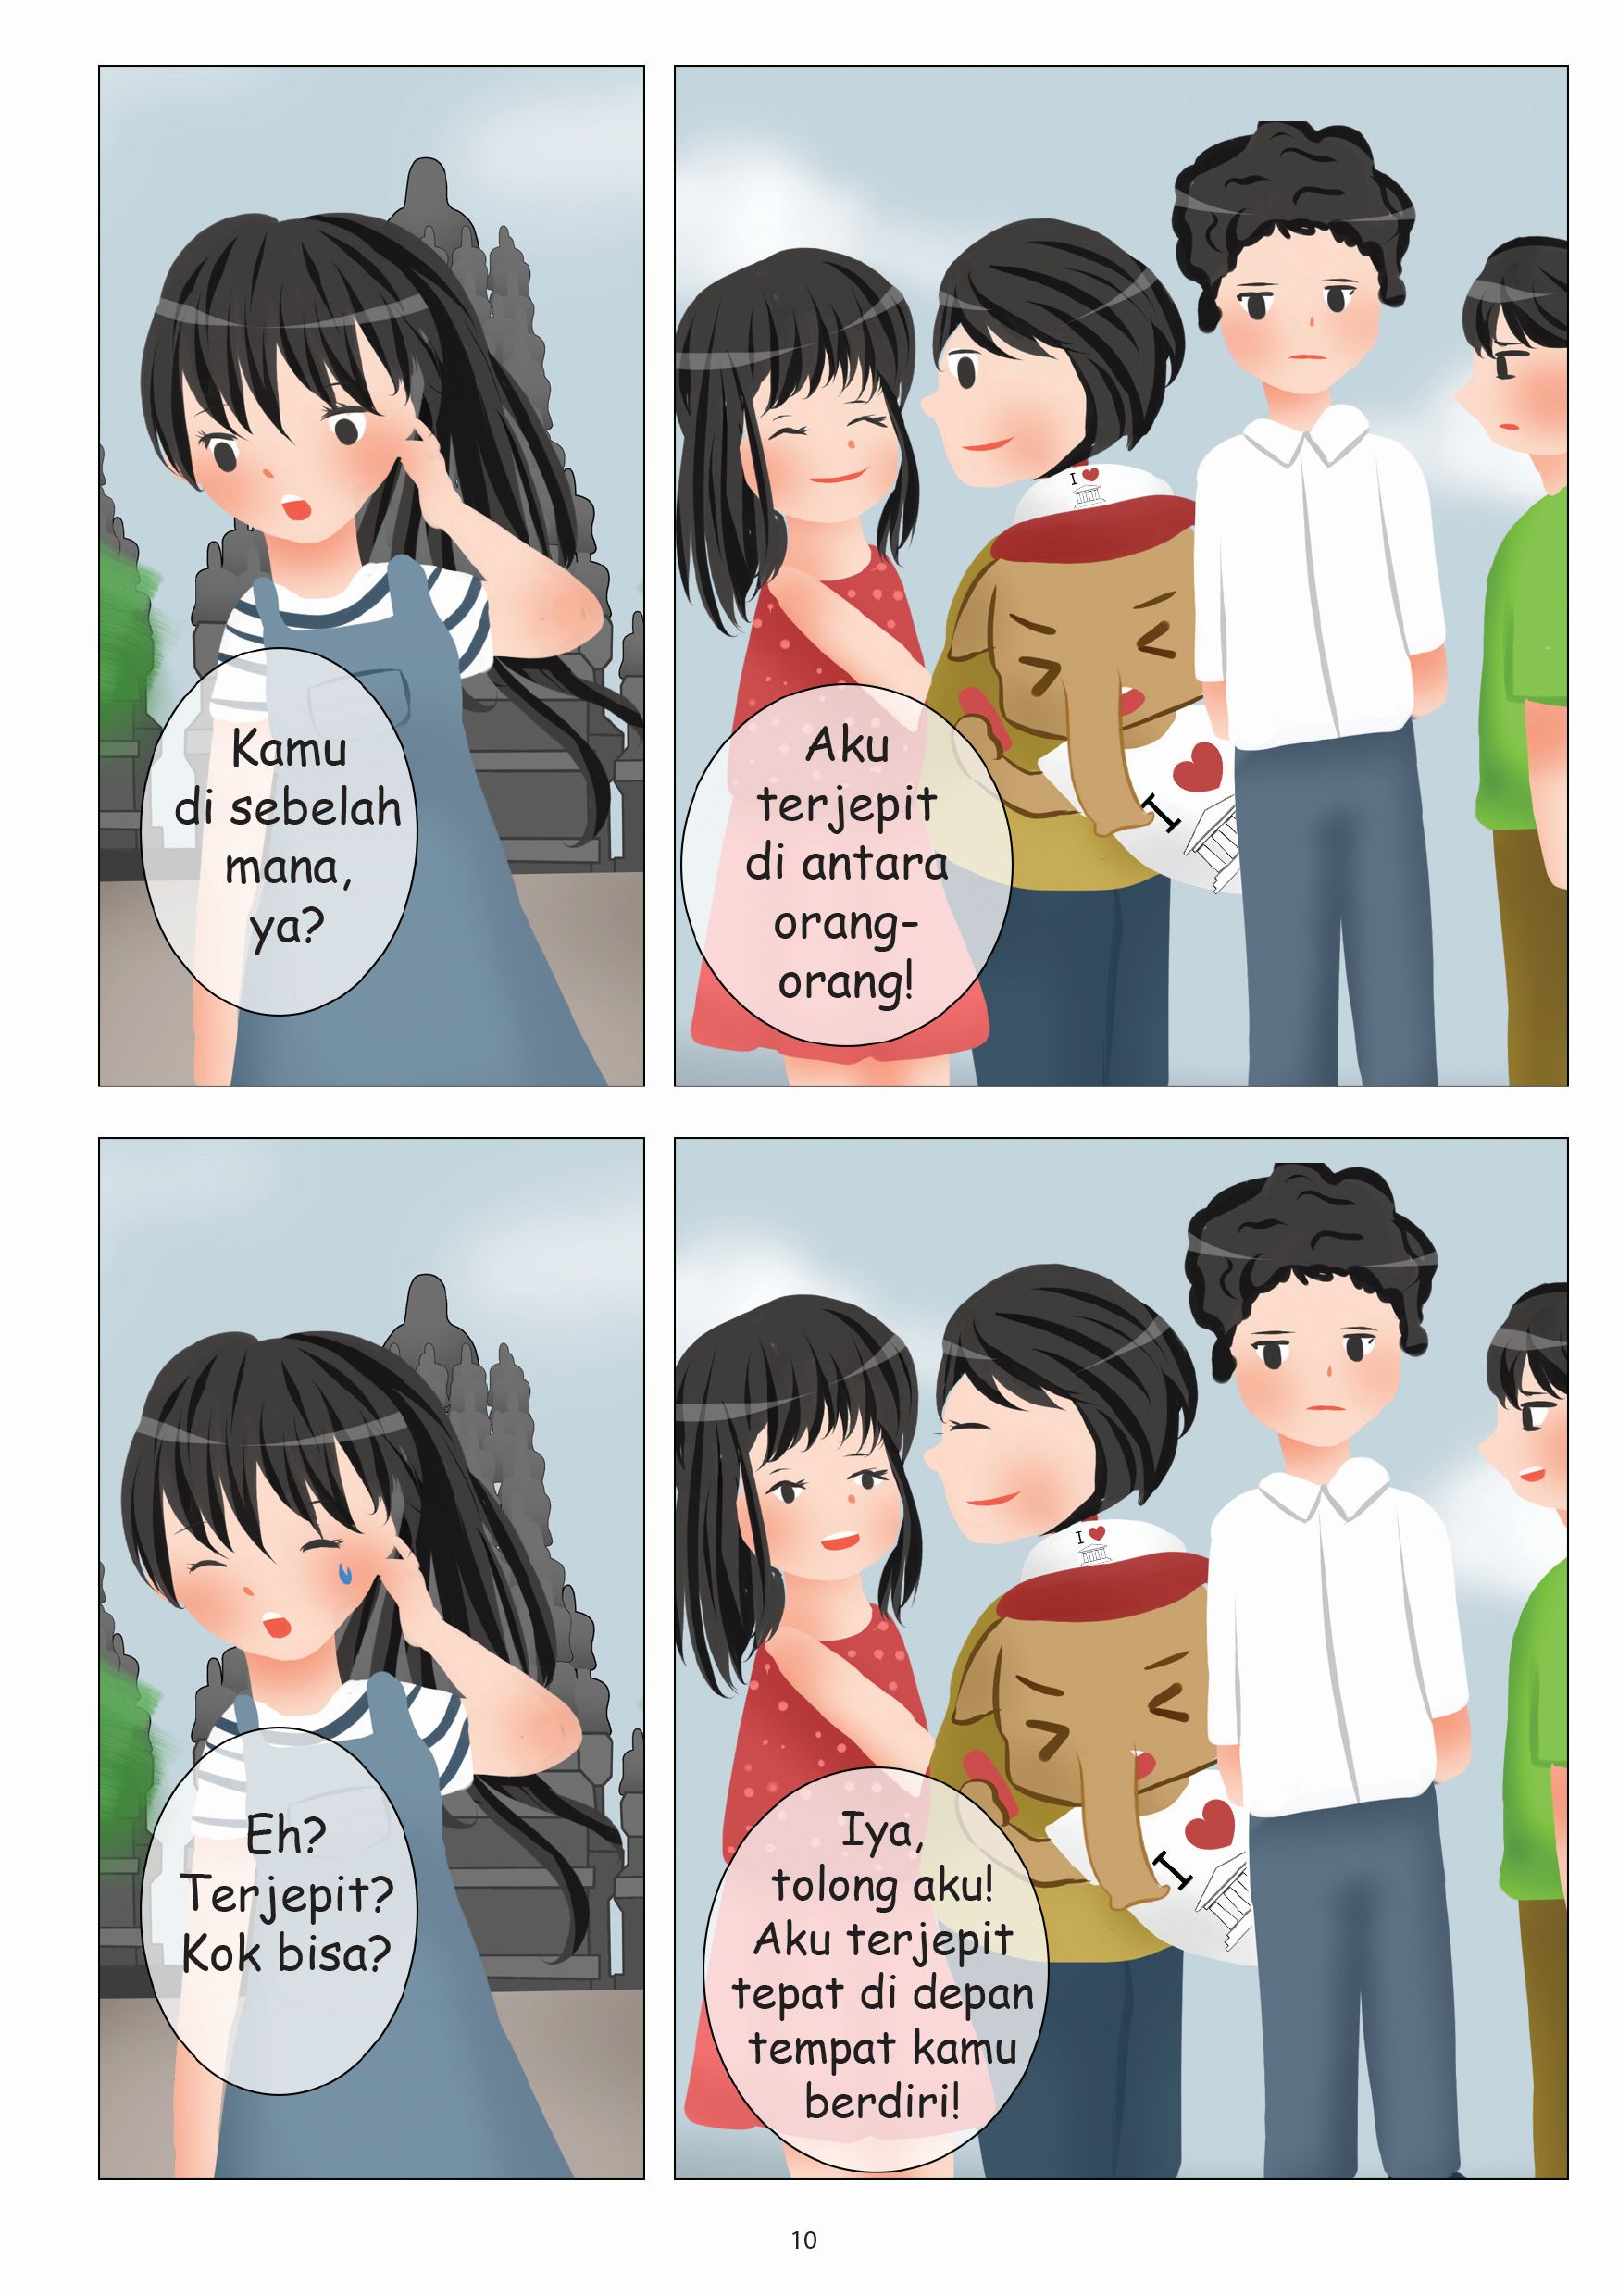 Kamu
di sebelah
mana,
ya?
I
Aku
terjepit
di antara
orang-
orang!
I
Eh?
Terjepit?
Kok bisa?
I
Iya,
tolong aku!
Aku terjepit
tepat di depan
tempat kamu
berdiri!
I
10